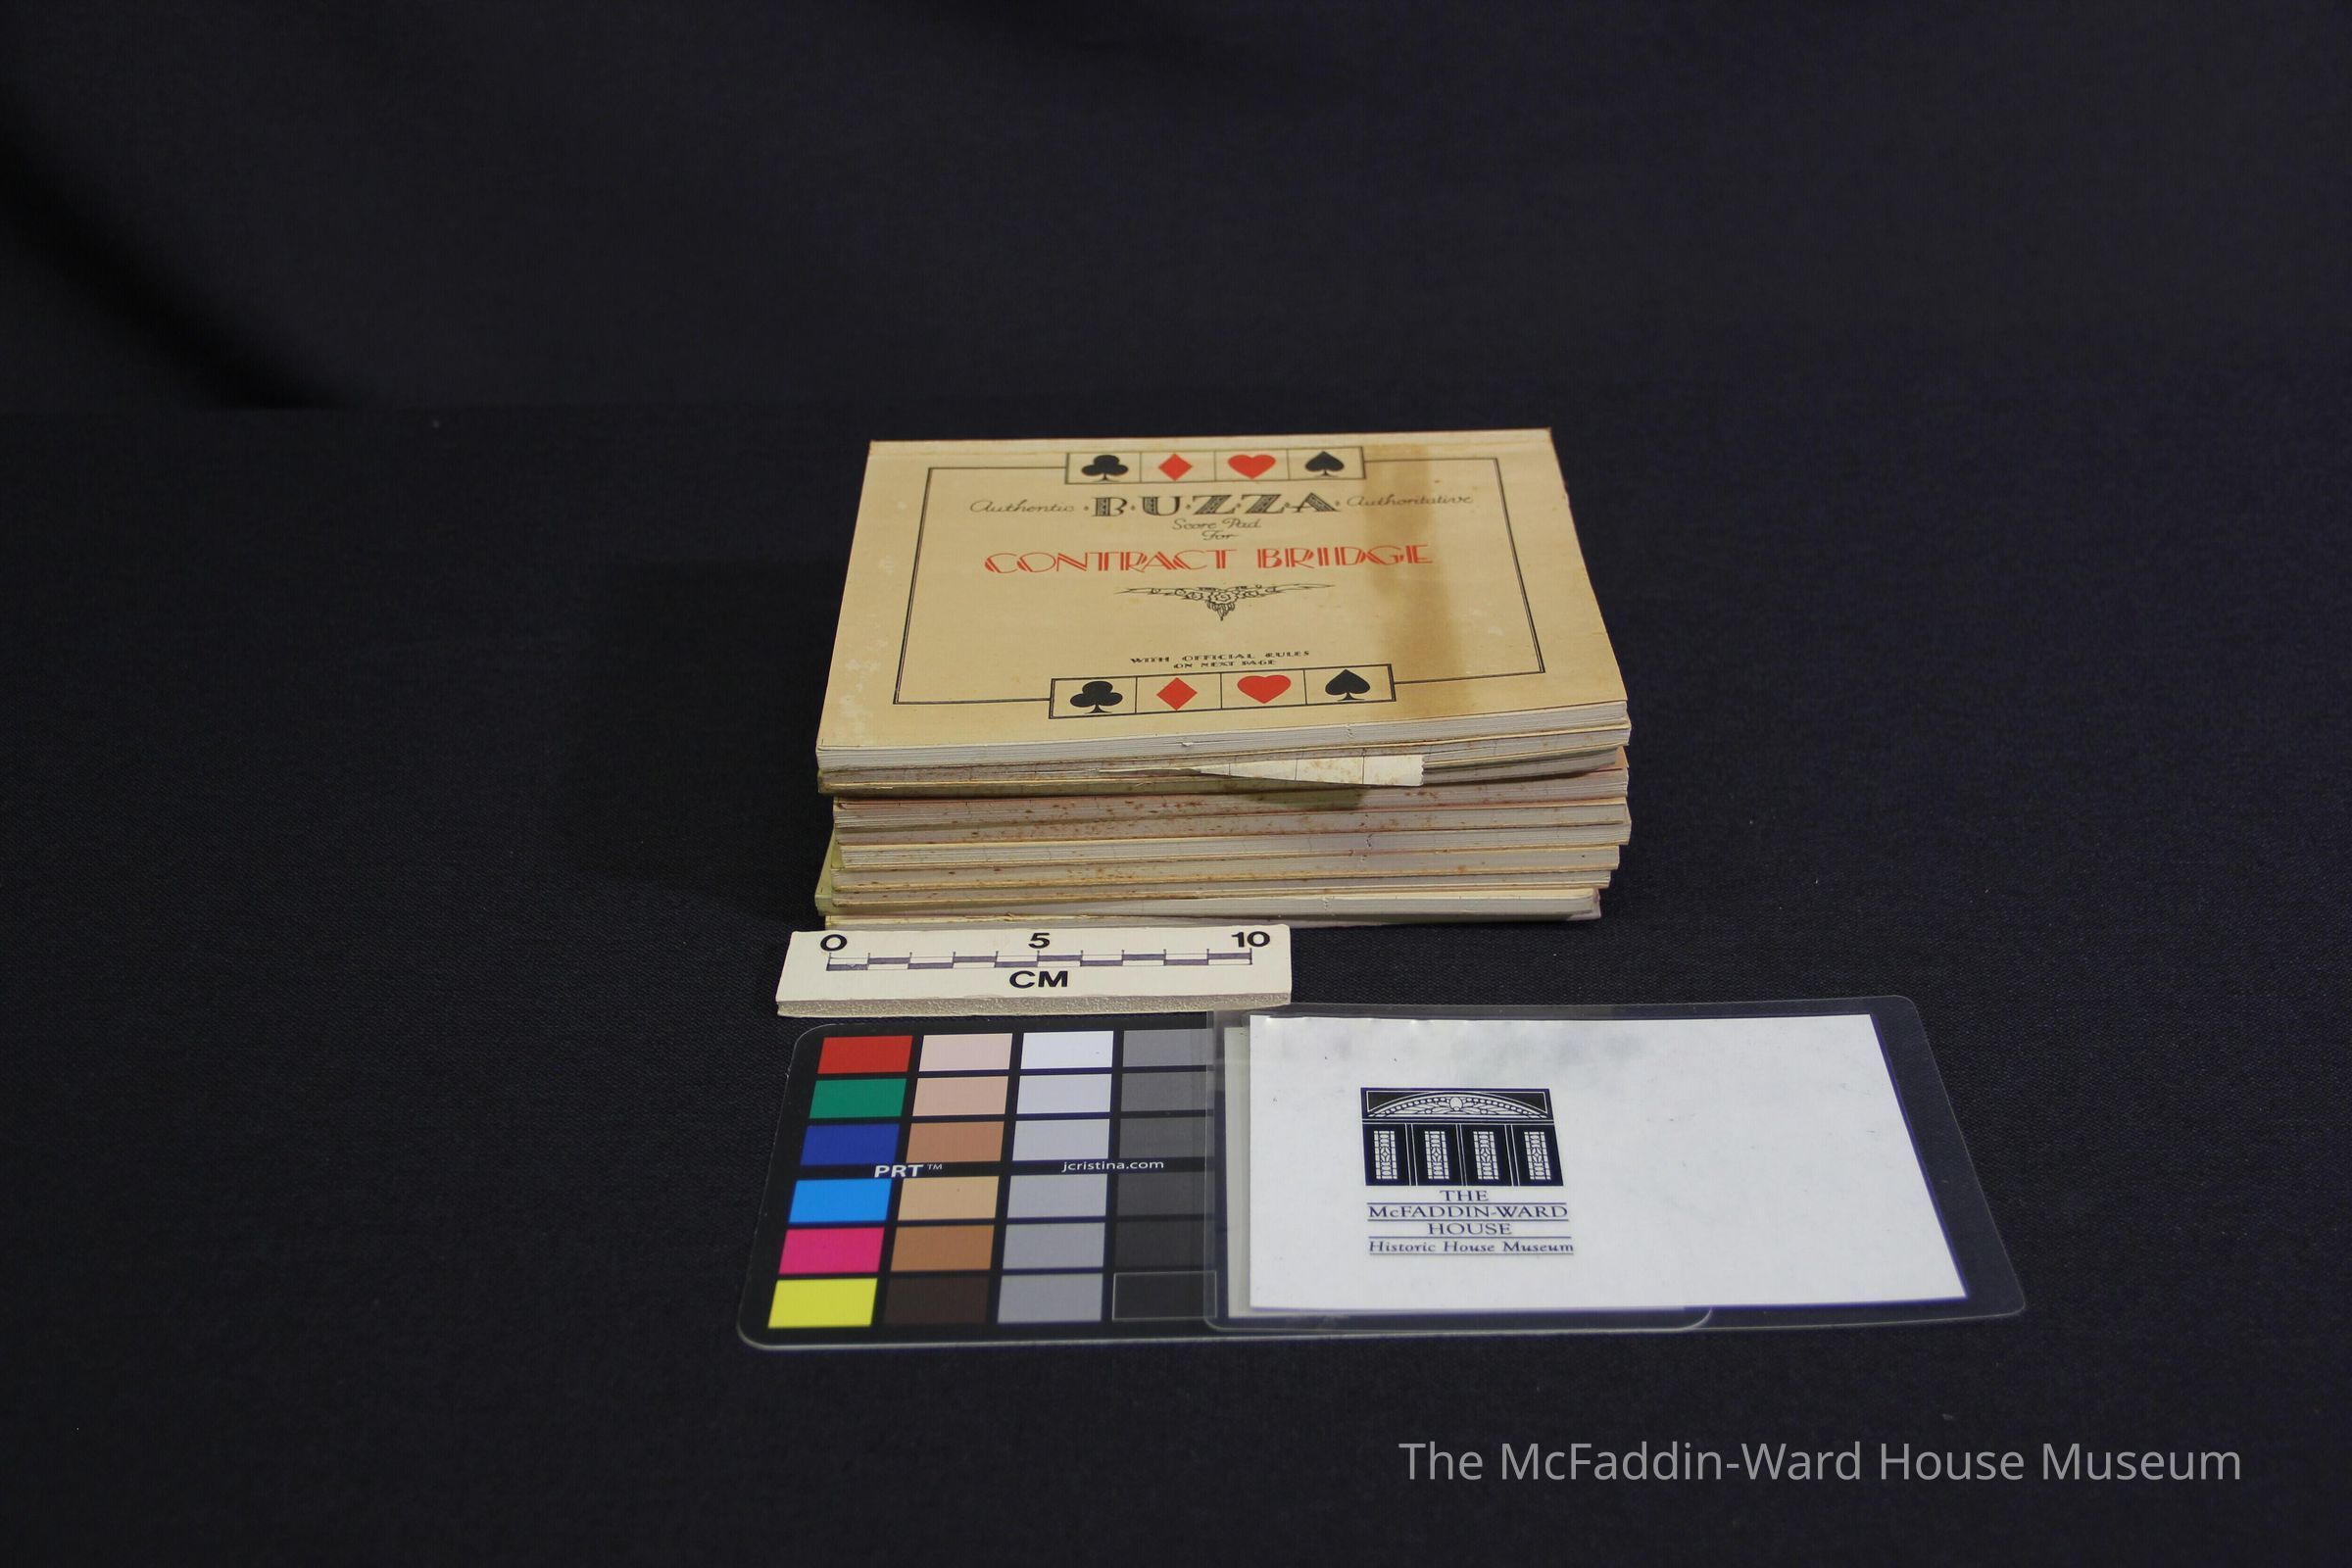 Authentic ·B·U·Z·Z·A· Authoritative
Score Pad
For
CONTRACT BRIDGE
WITH OFFICIAL RULES
ON NEXT PAGE
0 5 10
CM
PRT™ jcristina.com
THE
McFADDIN-WARD
HOUSE
Historic House Museum
The McFaddin-Ward House Museum